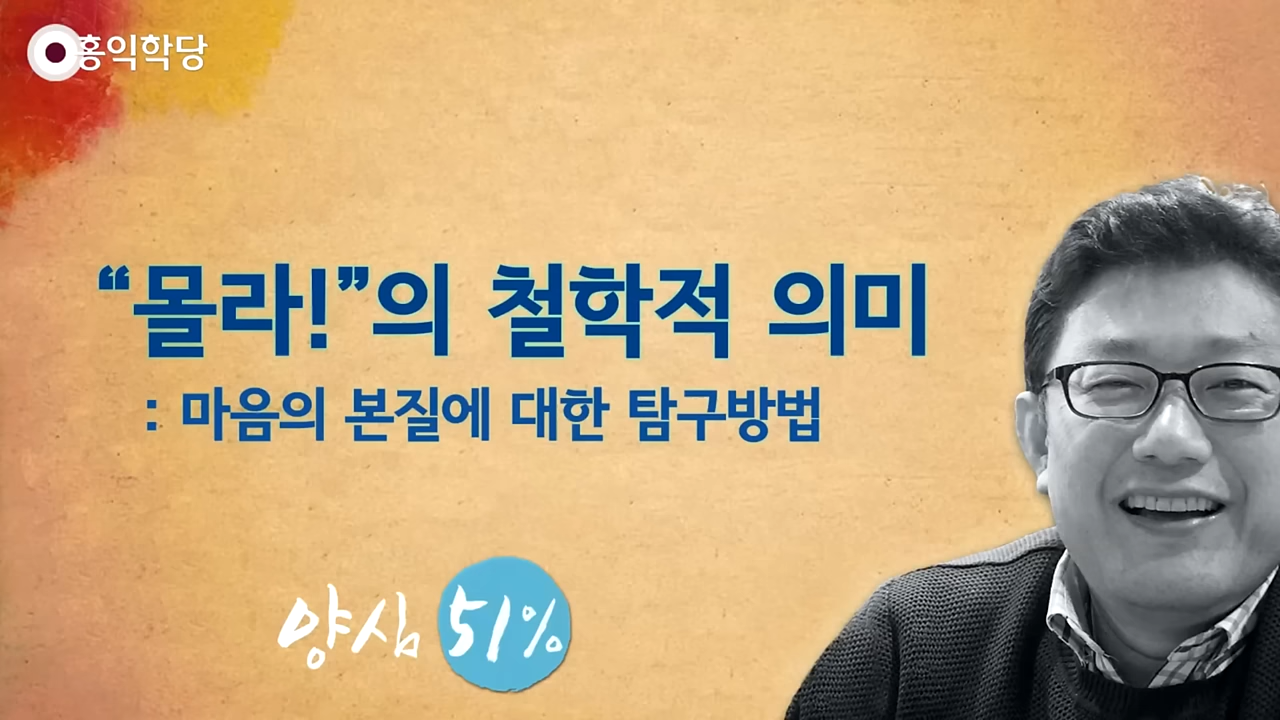 홍익학당
“몰라!”의 철학적 의미
: 마음의 본질에 대한 탐구방법
양심 51%